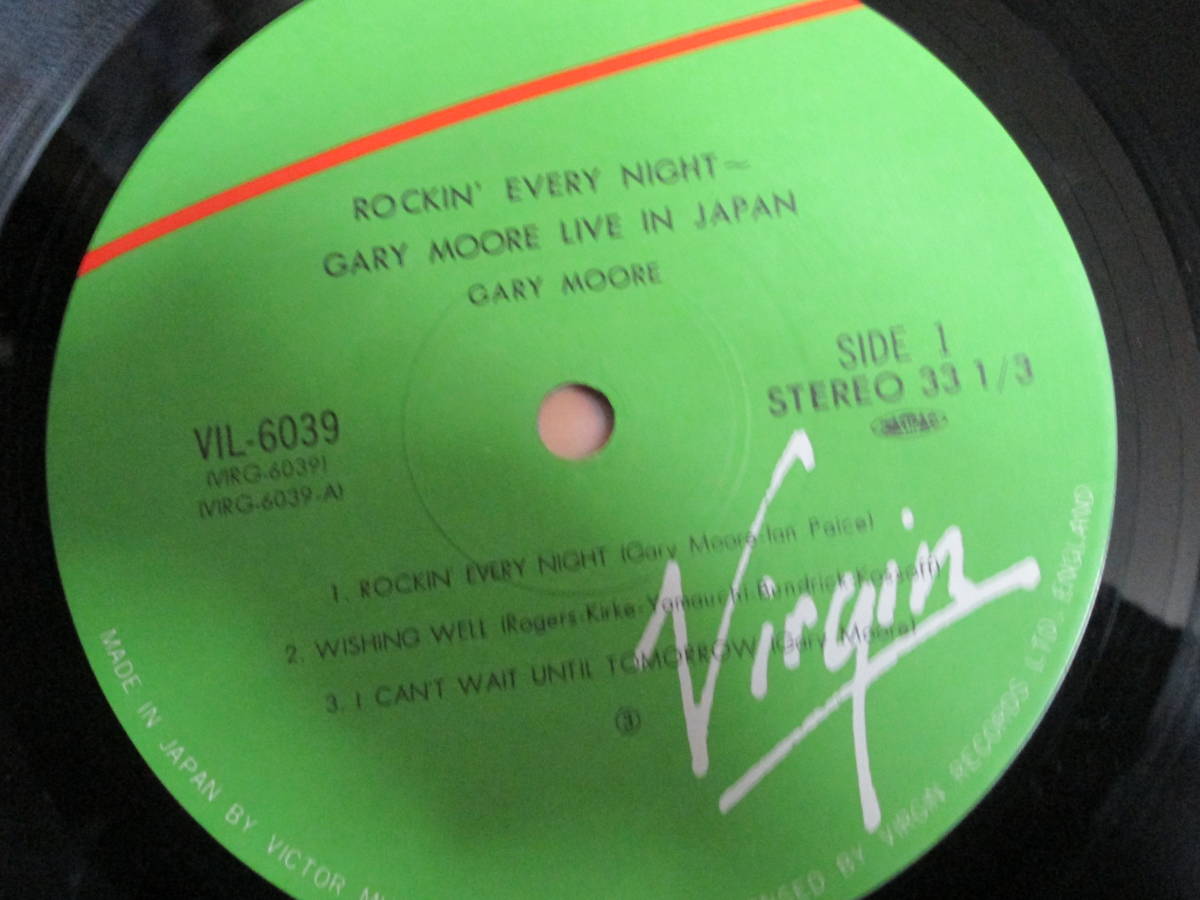 ROCKIN' EVERY NIGHT~
GARY MOORE LIVE IN JAPAN
GARY MOORE
SIDE 1
STEREO 33 1/3
VIL-6039
(VIRG-6039)
(VIRG-6039-A)
1. ROCKIN' EVERY NIGHT (Gary Moore-Ian Paice)
2. WISHING WELL (Rogers-Kirke-Yamauchi-Bundrick-Kossoff)
3. I CAN'T WAIT UNTIL TOMORROW (Gary Moore)
③
Virgin
MADE IN JAPAN BY VICTOR
BY VIRGIN RECORDS LTD., ENGLAND